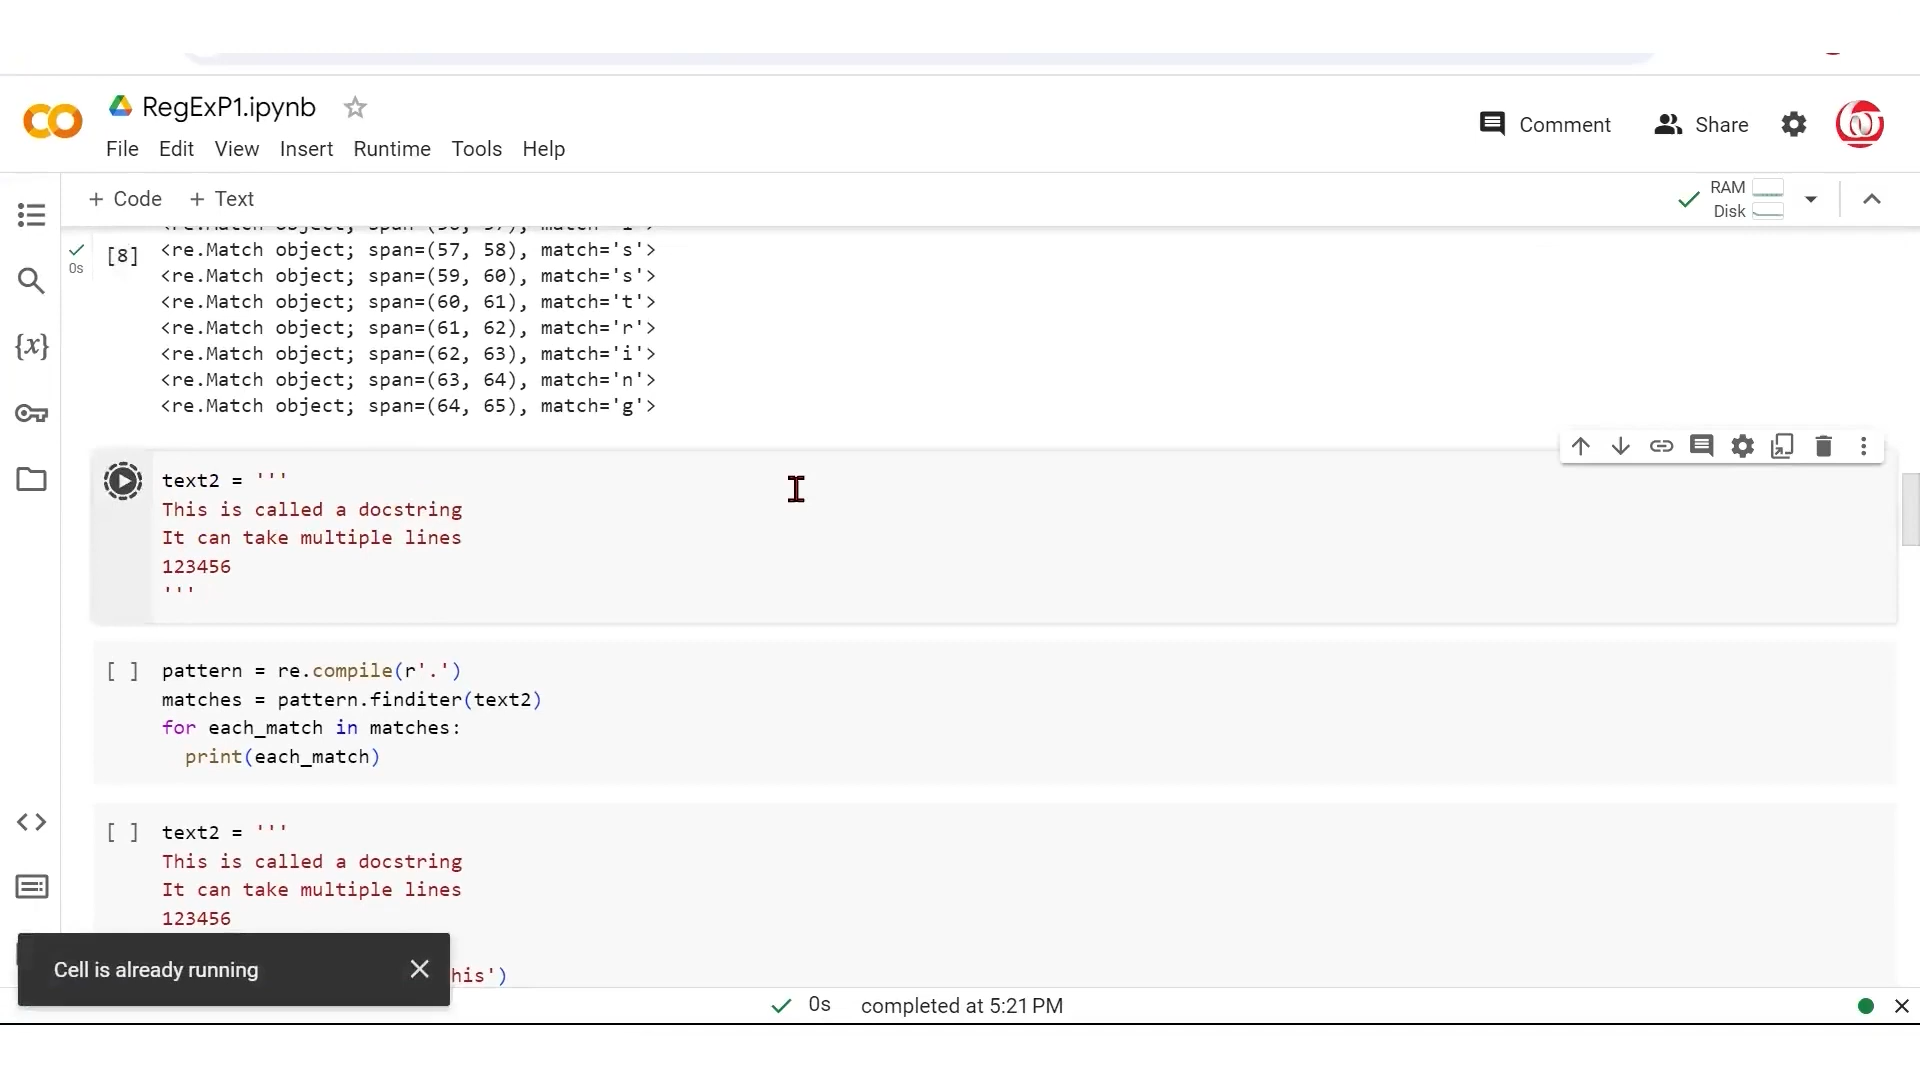 RegExP1.ipynb
Comment
Share
File Edit View Insert Runtime Tools Help
+ Code + Text
RAM
Disk
[8]
0s
<re.Match object; span=(57, 58), match='s'>
<re.Match object; span=(59, 60), match='s'>
<re.Match object; span=(60, 61), match='t'>
<re.Match object; span=(61, 62), match='r'>
<re.Match object; span=(62, 63), match='i'>
<re.Match object; span=(63, 64), match='n'>
<re.Match object; span=(64, 65), match='g'>
text2 = '''
This is called a docstring
It can take multiple lines
123456
'''
[ ] pattern = re.compile(r'.')
matches = pattern.finditer(text2)
for each_match in matches:
print(each_match)
[ ] text2 = '''
This is called a docstring
It can take multiple lines
123456
his')
Cell is already running
0s completed at 5:21 PM